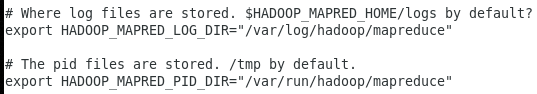 # Where log files are stored. $HADOOP_MAPRED_HOME/logs by default?
export HADOOP_MAPRED_LOG_DIR="/var/log/hadoop/mapreduce"
# The pid files are stored. /tmp by default.
export HADOOP_MAPRED_PID_DIR="/var/run/hadoop/mapreduce"